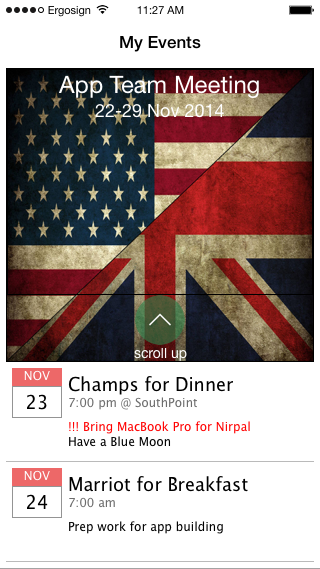 Ergosign 11:27 AM
My Events
App Team Meeting
22-29 Nov 2014
scroll up
NOV
23
Champs for Dinner
7:00 pm @ SouthPoint
!!! Bring MacBook Pro for Nirpal
Have a Blue Moon
NOV
24
Marriot for Breakfast
7:00 am
Prep work for app building